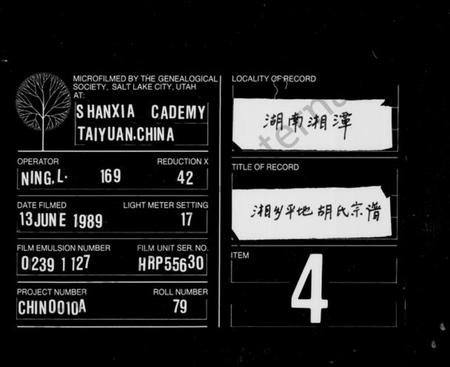 MICROFILMED BY THE GENEALOGICAL
SOCIETY, SALT LAKE CITY, UTAH
AT:
SHANXIA CADEMY
TAIYUAN.CHINA
OPERATOR
REDUCTION X
NING, L. 169
42
DATE FILMED
LIGHT METER SETTING
13 JUNE 1989
17
FILM EMULSION NUMBER
FILM UNIT SER. NO.
0239 1 127
HRP55630
PROJECT NUMBER
ROLL NUMBER
CHIN0010A
79
LOCALITY OF RECORD
湖南湘潭
TITLE OF RECORD
湘乡平地胡氏宗谱
ITEM
4